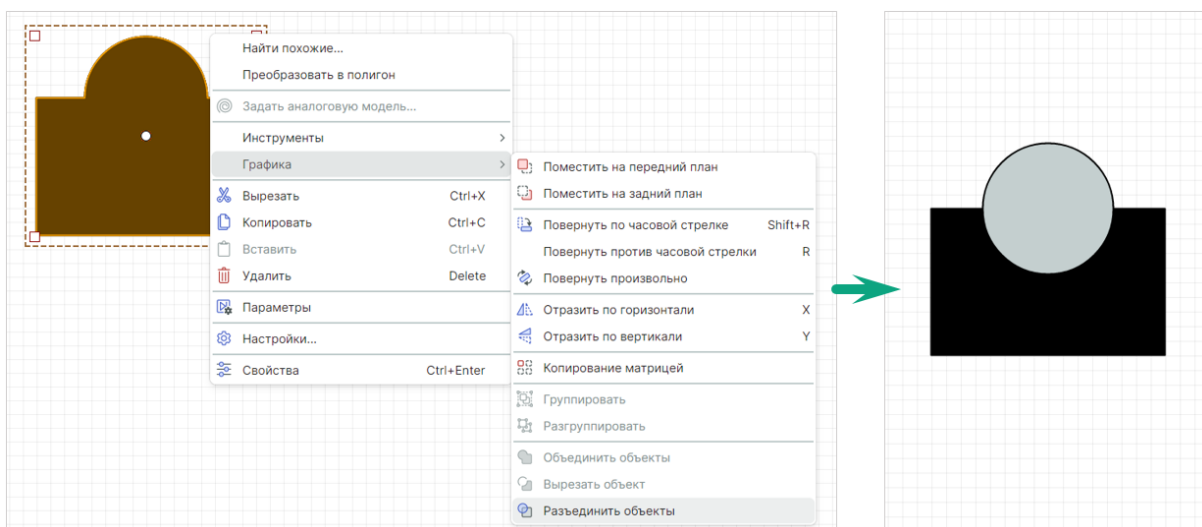 Найти похожие...
Преобразовать в полигон
Задать аналоговую модель...
Инструменты
Графика
Вырезать Ctrl+X
Копировать Ctrl+C
Вставить Ctrl+V
Удалить Delete
Параметры
Настройки...
Свойства Ctrl+Enter
Поместить на передний план
Поместить на задний план
Повернуть по часовой стрелке Shift+R
Повернуть против часовой стрелки R
Повернуть произвольно
Отразить по горизонтали X
Отразить по вертикали Y
Копирование матрицей
Группировать
Разгруппировать
Объединить объекты
Вырезать объект
Разъединить объекты